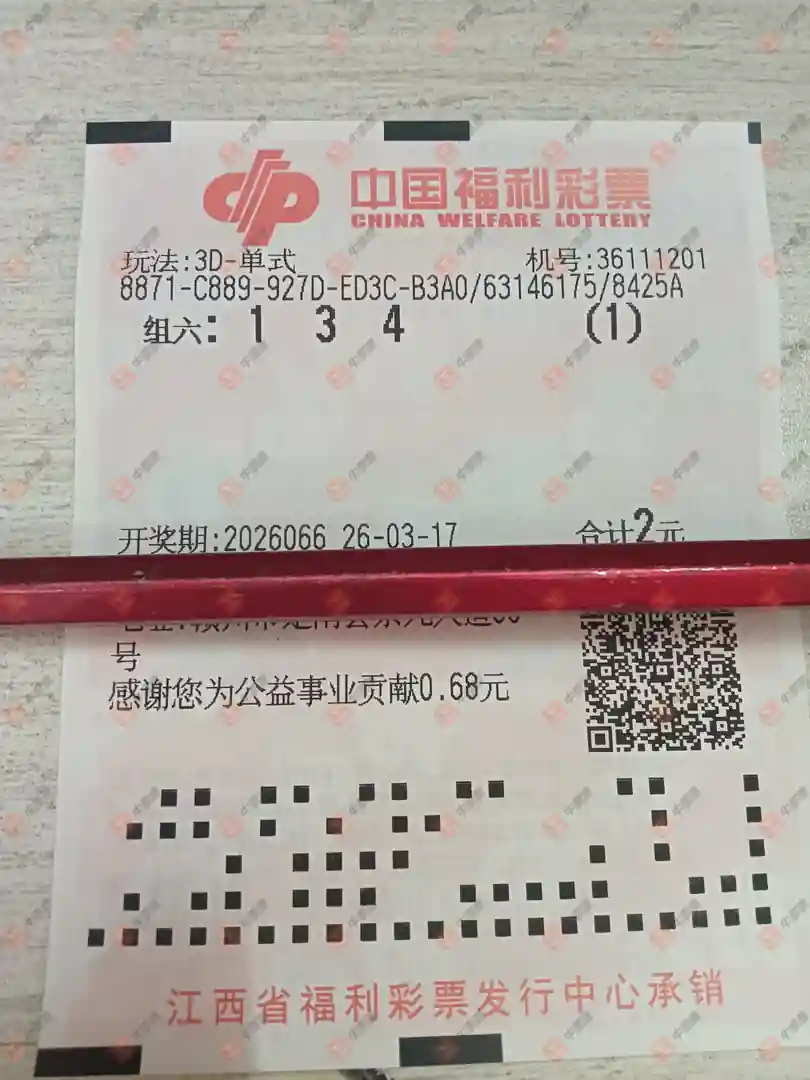 中国福利彩票
CHINA WELFARE LOTTERY
玩法:3D-单式 机号:36111201
8871-C889-927D-ED3C-B3A0/63146175/8425A
组六: 1 3 4 (1)
开奖期:2026066 26-03-17 合计2元
号
感谢您为公益事业贡献0.68元
江西省福利彩票发行中心承销